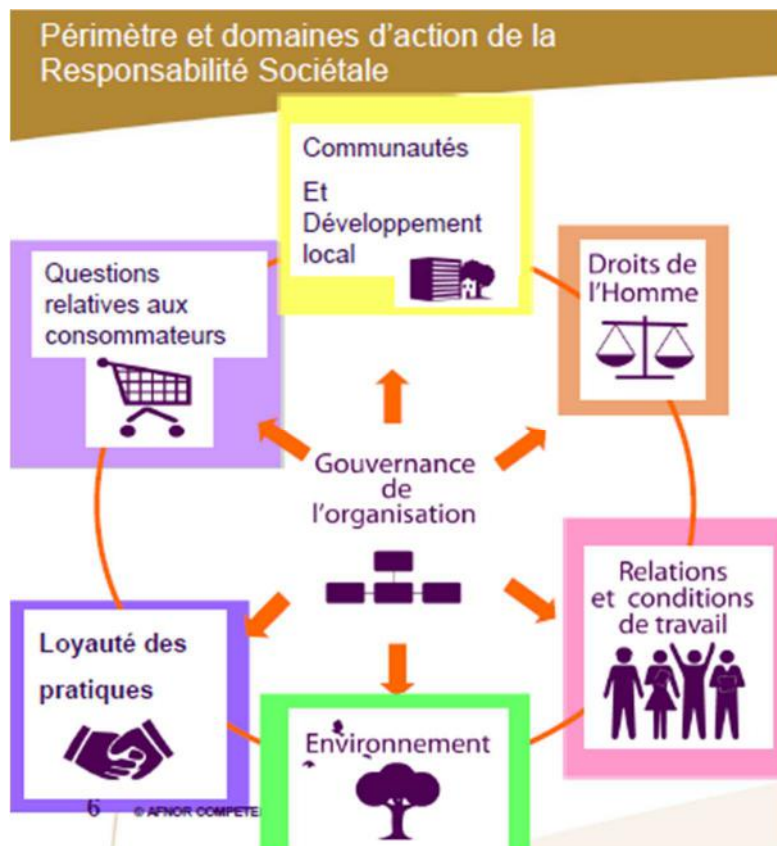 Périmètre et domaines d'action de la
Responsabilité Sociétale
Communautés
Et
Développement
local
Questions
relatives aux
consommateurs
Droits de
l'Homme
Gouvernance
de
l'organisation
Relations
et conditions
de travail
Loyauté des
pratiques
Environnement
6 © AFNOR